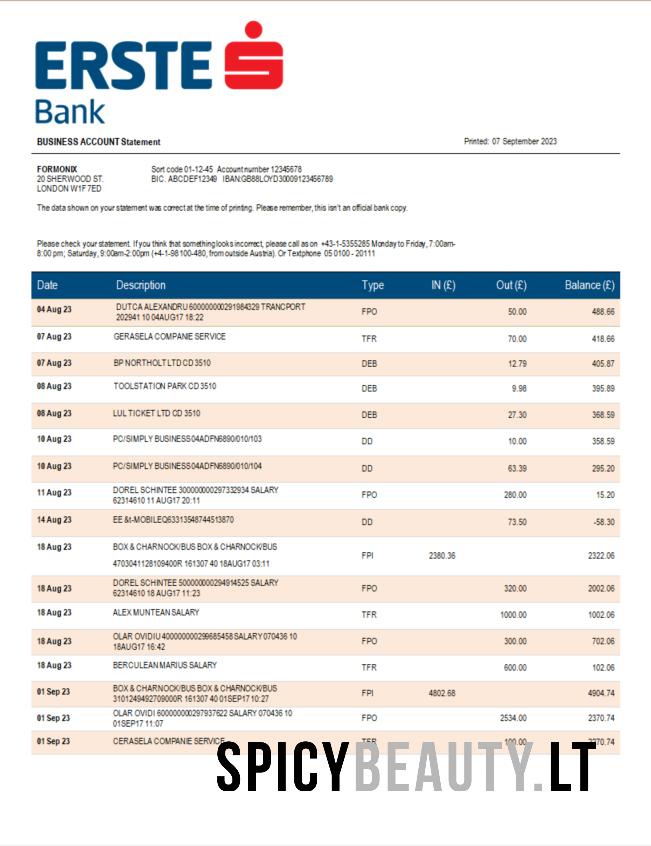 ERSTE
Bank
BUSINESS ACCOUNT Statement Printed: 07 September 2023
FORMONIX Sort code 01-12-45 Account number 12345678
20 SHERWOOD ST. BIC: ABCDEF12349 IBAN:GB88LOYD30009123456789
LONDON W1F 7ED
The data shown on your statement was correct at the time of printing. Please remember, this isn't an official bank copy.
Please check your statement. If you think that something looks incorrect, please call as on +43-1-5355285 Monday to Friday, 7:00am-
8:00 pm; Saturday, 9:00am-2:00pm (+4-1-98100-480, from outside Austria). Or Textphone 05 0100 - 20111
Date Description Type IN (£) Out (£) Balance (£)
04 Aug 23 DUTCA ALEXANDRU 600000000291984329 TRANCPORT FPO 50.00 488.66
202941 10 04AUG17 18:22
07 Aug 23 GERASELA COMPANIE SERVICE TFR 70.00 418.66
07 Aug 23 BP NORTHOLT LTD CD 3510 DEB 12.79 405.87
08 Aug 23 TOOLSTATION PARK CD 3510 DEB 9.98 395.89
08 Aug 23 LUL TICKET LTD CD 3510 DEB 27.30 368.59
10 Aug 23 PC/SIMPLY BUSINESS04ADFN6890/010/103 DD 10.00 358.59
10 Aug 23 PC/SIMPLY BUSINESS04ADFN6890/010/104 DD 63.39 295.20
11 Aug 23 DOREL SCHINTEE 300000000297332934 SALARY FPO 280.00 15.20
62314610 11 AUG17 20:11
14 Aug 23 EE &t-MOBILEQ63313548744513870 DD 73.50 -58.30
18 Aug 23 BOX & CHARNOCK/BUS BOX & CHARNOCK/BUS FPI 2380.36 2322.06
4703041128109400R 161307 40 18AUG17 03:11
18 Aug 23 DOREL SCHINTEE 500000000294914525 SALARY FPO 320.00 2002.06
62314610 18 AUG17 11:23
18 Aug 23 ALEX MUNTEAN SALARY TFR 1000.00 1002.06
18 Aug 23 OLAR OVIDIU 400000000299685458 SALARY 070436 10 FPO 300.00 702.06
18AUG17 16:42
18 Aug 23 BERCULEAN MARIUS SALARY TFR 600.00 102.06
01 Sep 23 BOX & CHARNOCK/BUS BOX & CHARNOCK/BUS FPI 4802.68 4904.74
3101249492709000R 161307 40 01SEP17 10:27
01 Sep 23 OLAR OVIDI 600000000297937622 SALARY 070436 10 FPO 2534.00 2370.74
01SEP17 11:07
01 Sep 23 CERASELA COMPANIE SERVICE TFR 100.00 2270.74
SPICYBEAUTY.LT